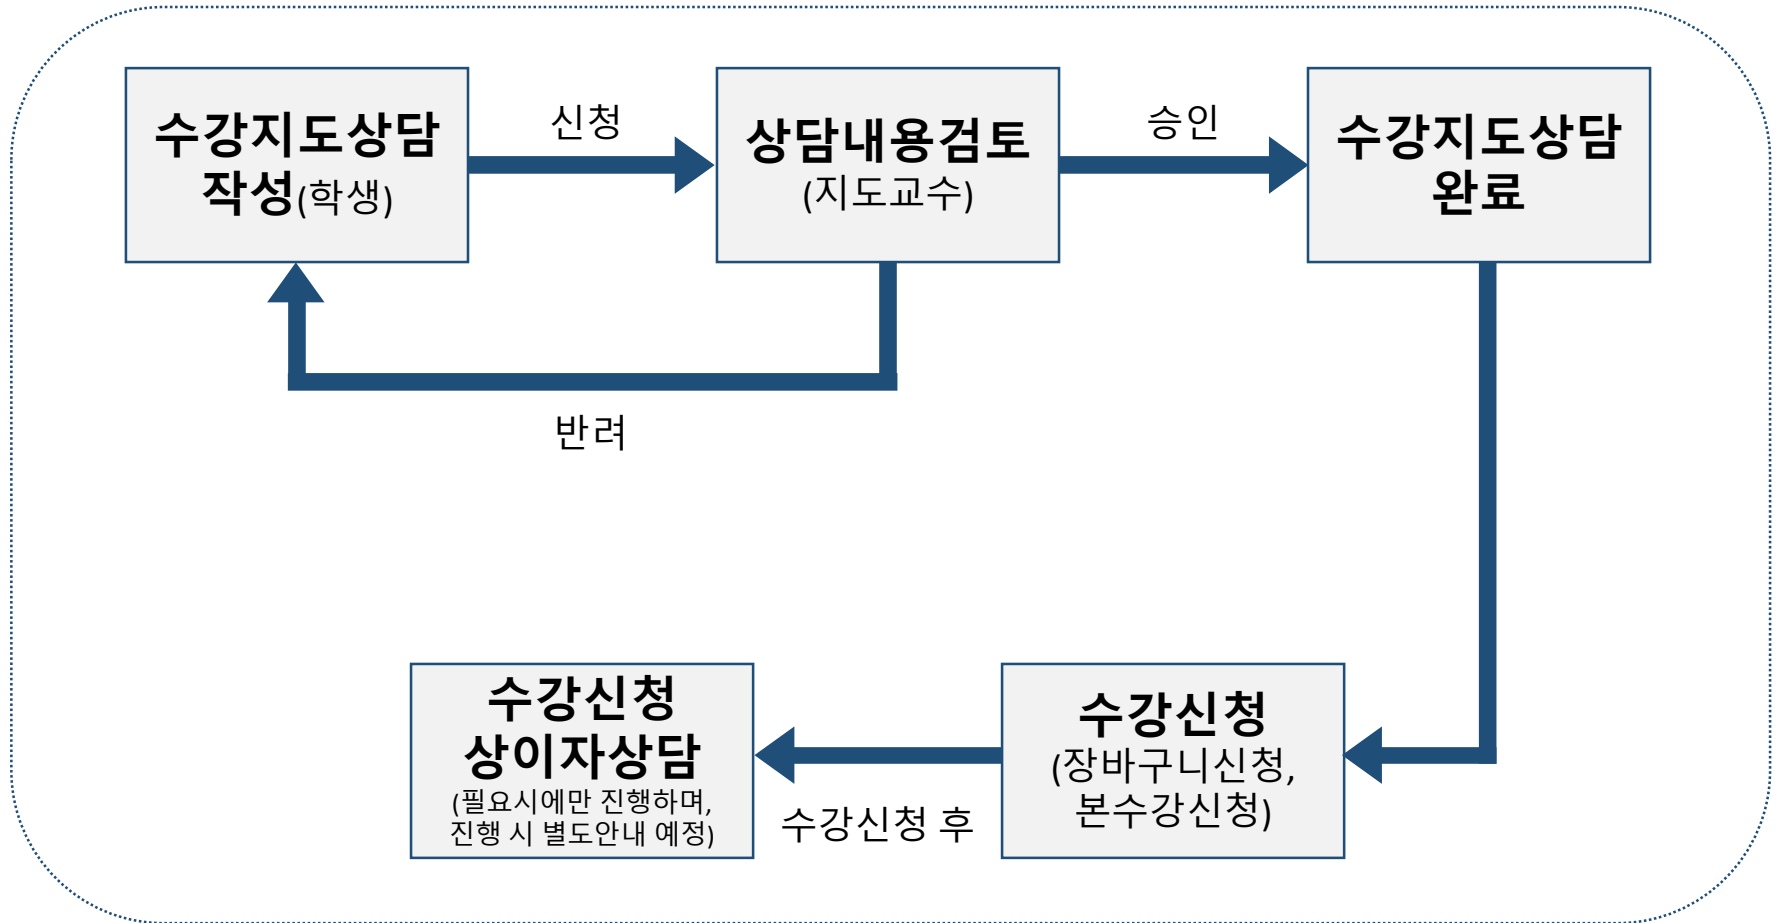 수강지도상담
작성(학생)
신청
상담내용검토
(지도교수)
승인
수강지도상담
완료
반려
수강신청
(장바구니신청,
본수강신청)
수강신청 후
수강신청
상이자상담
(필요시에만 진행하며,
진행 시 별도안내 예정)